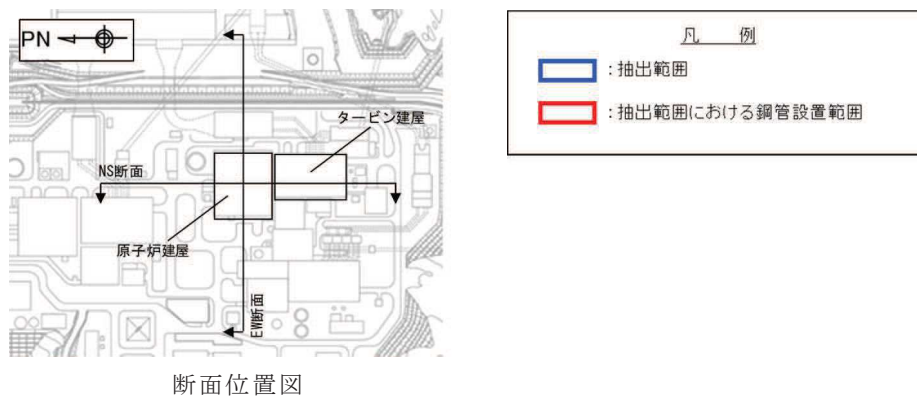 PN
タービン建屋
NS断面
原子炉建屋
EW断面
断面位置図
凡 例
：抽出範囲
：抽出範囲における鋼管設置範囲